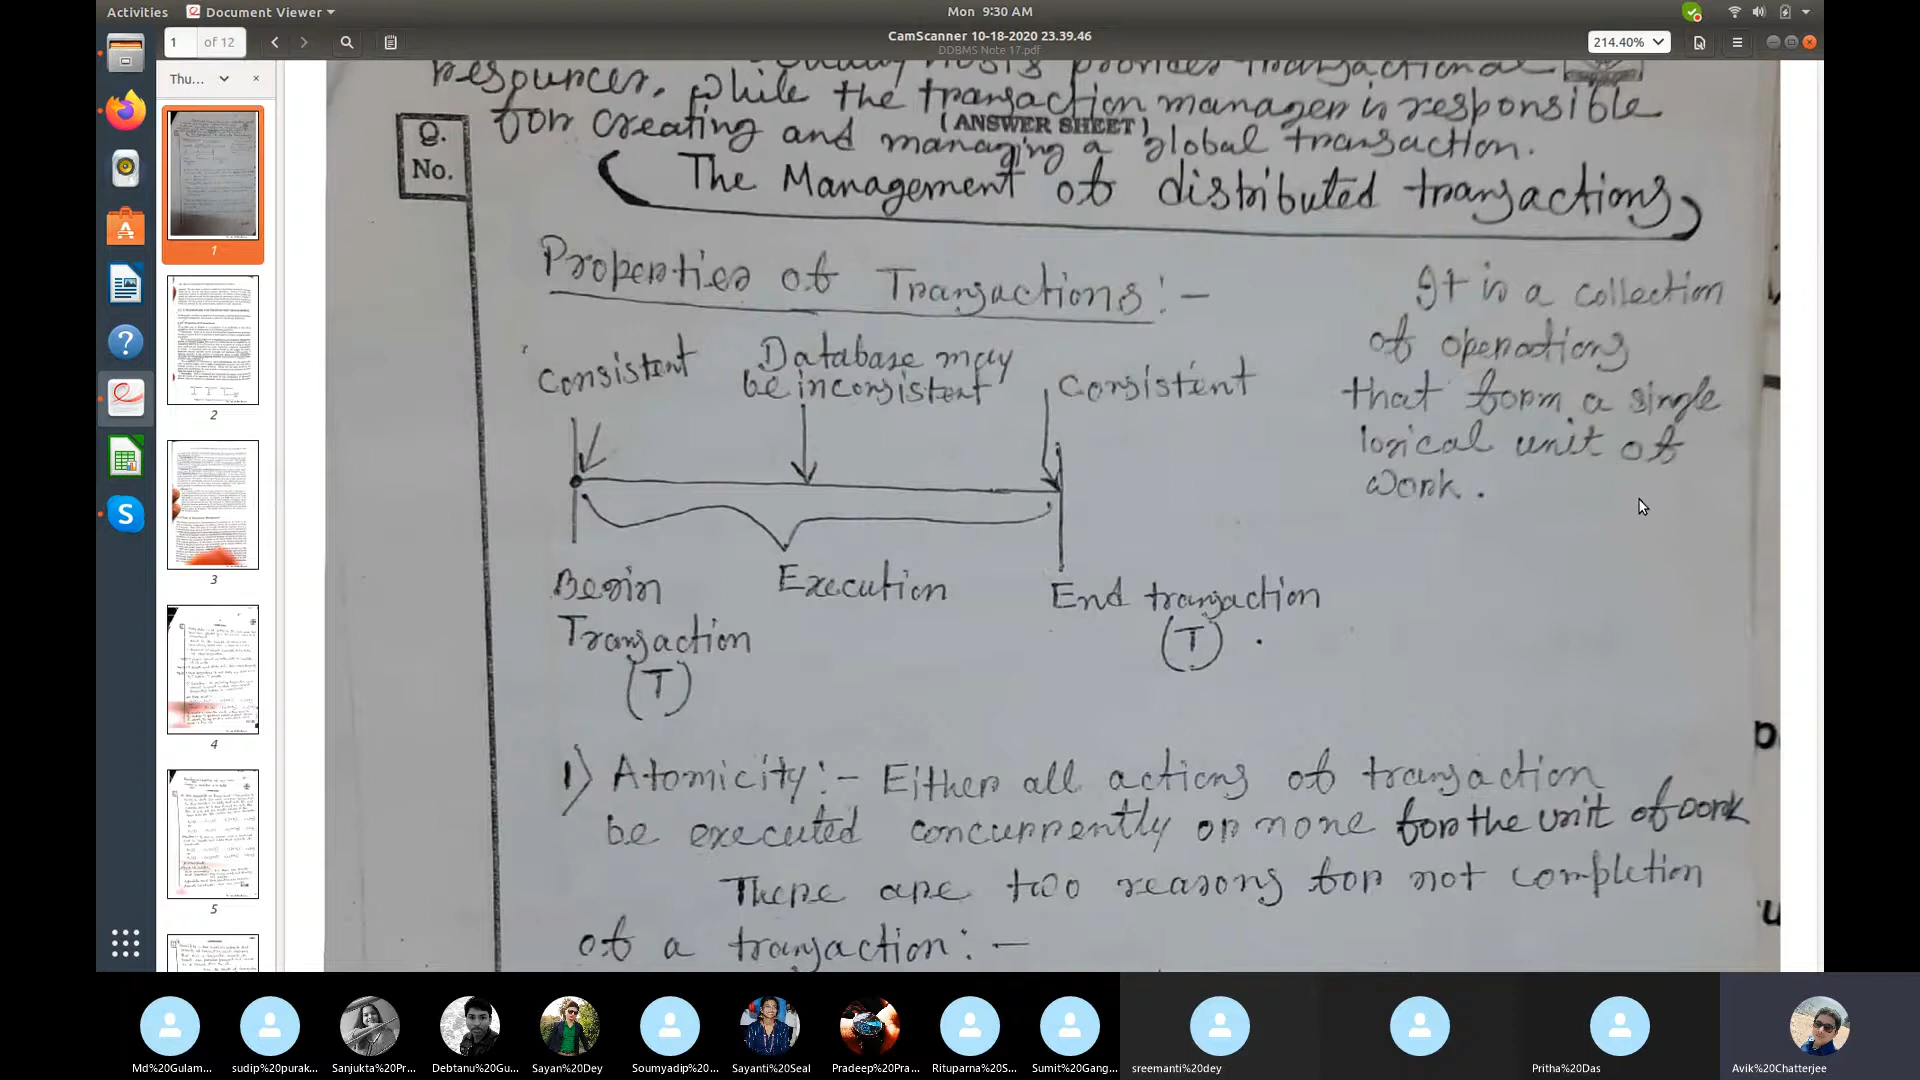 Activities
Document Viewer
Mon 9:30 AM
1 of 12
CamScanner 10-18-2020 23.39.46
DDBMS Note 17.pdf
214.40%
Thu...
1
2
3
4
5
provides transactional
resources, while the transaction manager is responsible
for creating and managing a global transaction.
(ANSWER SHEET)
Q.
No.
The Management of distributed transactions
Properties of Transactions :-
It is a collection
of operations
that form a single
logical unit of
work.
Consistent
Database may
be inconsistent
Consistent
Begin
Transaction
(T)
Execution
End transaction
(T) .
1) Atomicity :- Either all actions of transaction
be executed concurrently or none for the unit of work
There are two reasons for not completion
of a transaction :-
Md%20Gulam...
sudip%20purak...
Sanjukta%20Pr...
Debtanu%20Gu...
Sayan%20Dey
Soumyadip%20...
Sayanti%20Seal
Pradeep%20Pra...
Rituparna%20S...
Sumit%20Gang...
sreemanti%20dey
Pritha%20Das
Avik%20Chatterjee